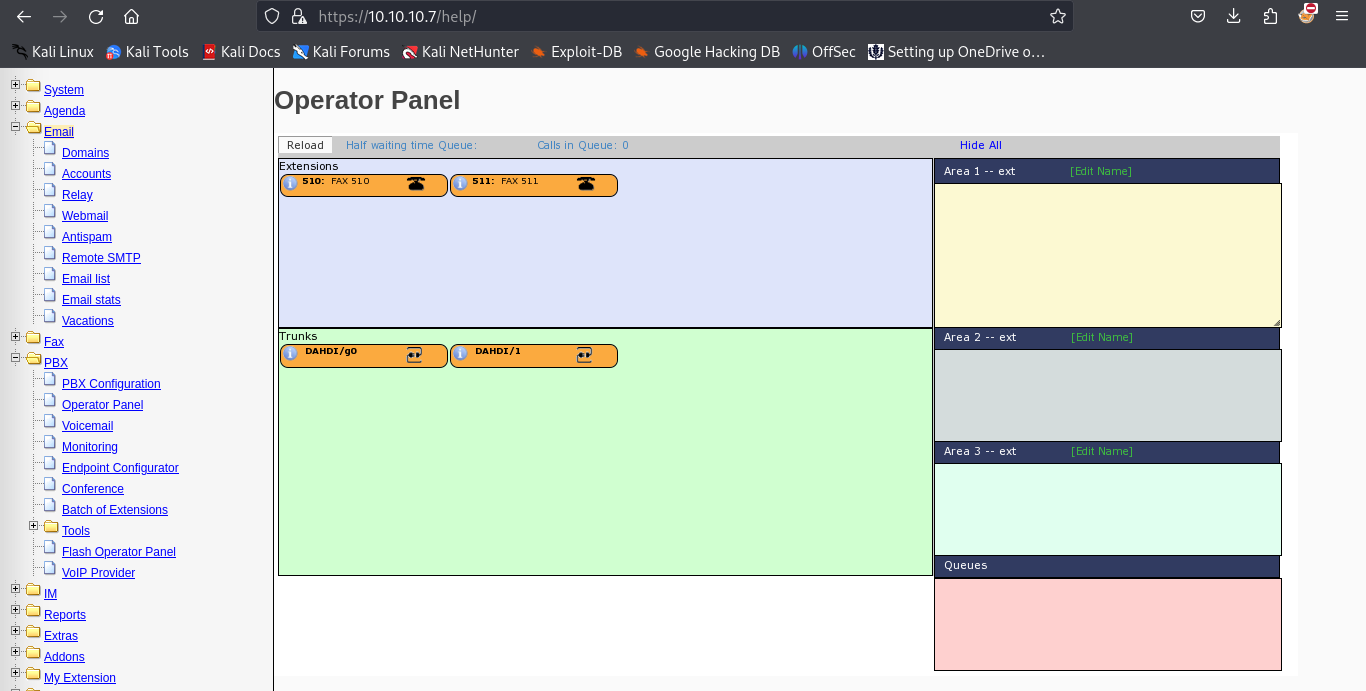 https://10.10.10.7/help/
Kali Linux Kali Tools Kali Docs Kali Forums Kali NetHunter Exploit-DB Google Hacking DB OffSec Setting up OneDrive o…
System
Agenda
Email
Domains
Accounts
Relay
Webmail
Antispam
Remote SMTP
Email list
Email stats
Vacations
Fax
PBX
PBX Configuration
Operator Panel
Voicemail
Monitoring
Endpoint Configurator
Conference
Batch of Extensions
Tools
Flash Operator Panel
VoIP Provider
IM
Reports
Extras
Addons
My Extension
Operator Panel
Reload Half waiting time Queue: Calls in Queue: 0 Hide All
Extensions
510: FAX 510 511: FAX 511
Trunks
DAHDI/g0 DAHDI/1
Area 1 -- ext [Edit Name]
Area 2 -- ext [Edit Name]
Area 3 -- ext [Edit Name]
Queues